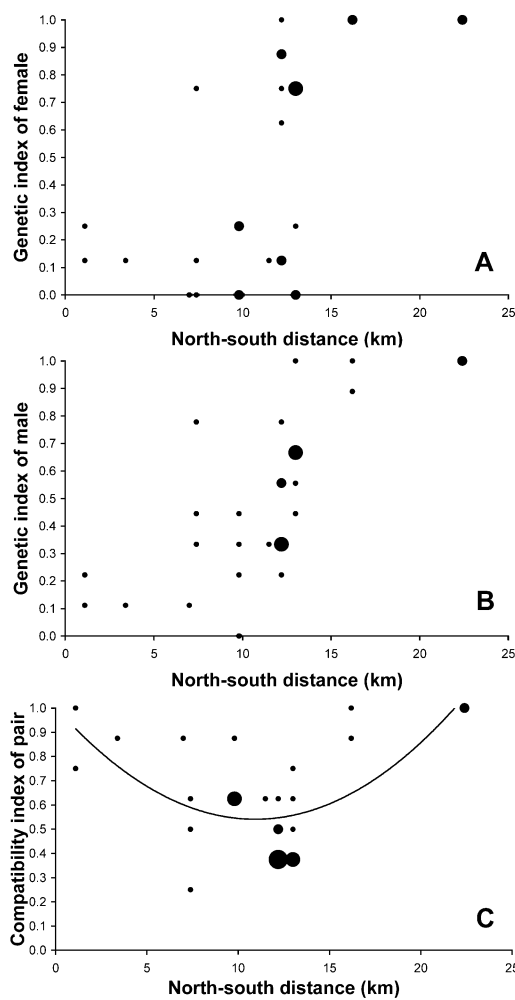 Genetic index of female
1.0
0.9
0.8
0.7
0.6
0.5
0.4
0.3
0.2
0.1
0.0
A
0 5 10 15 20 25
North-south distance (km)
Genetic index of male
1.0
0.9
0.8
0.7
0.6
0.5
0.4
0.3
0.2
0.1
0.0
B
0 5 10 15 20 25
North-south distance (km)
Compatibility index of pair
1.0
0.9
0.8
0.7
0.6
0.5
0.4
0.3
0.2
0.1
0.0
C
0 5 10 15 20 25
North-south distance (km)